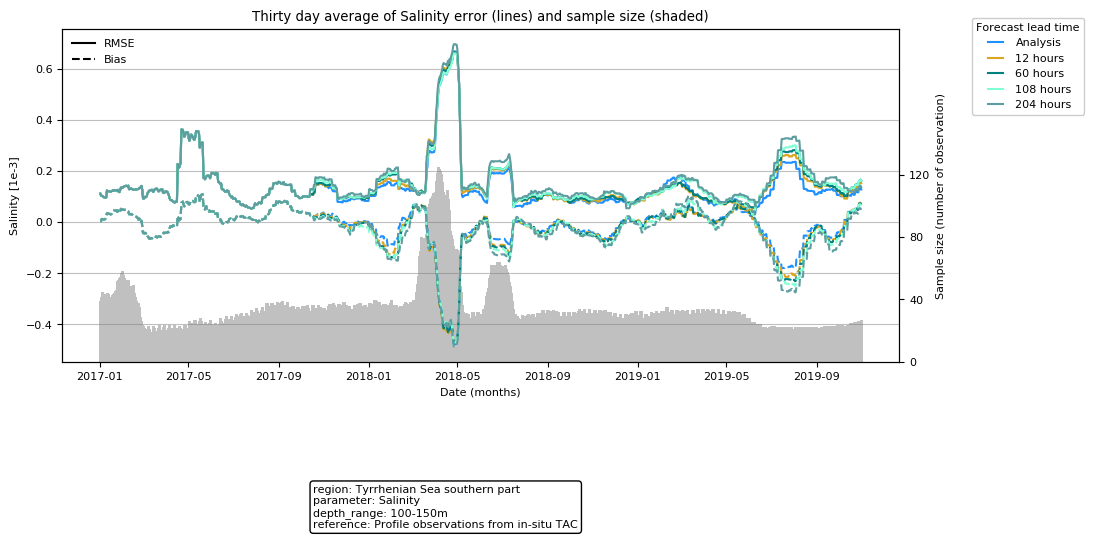 Thirty day average of Salinity error (lines) and sample size (shaded)
Forecast lead time
Analysis
12 hours
60 hours
108 hours
204 hours
RMSE
Bias
Salinity [1e-3]
0.6
0.4
0.2
0.0
−0.2
−0.4
Sample size (number of observation)
120
80
40
0
2017-01 2017-05 2017-09 2018-01 2018-05 2018-09 2019-01 2019-05 2019-09
Date (months)
region: Tyrrhenian Sea southern part
parameter: Salinity
depth_range: 100-150m
reference: Profile observations from in-situ TAC